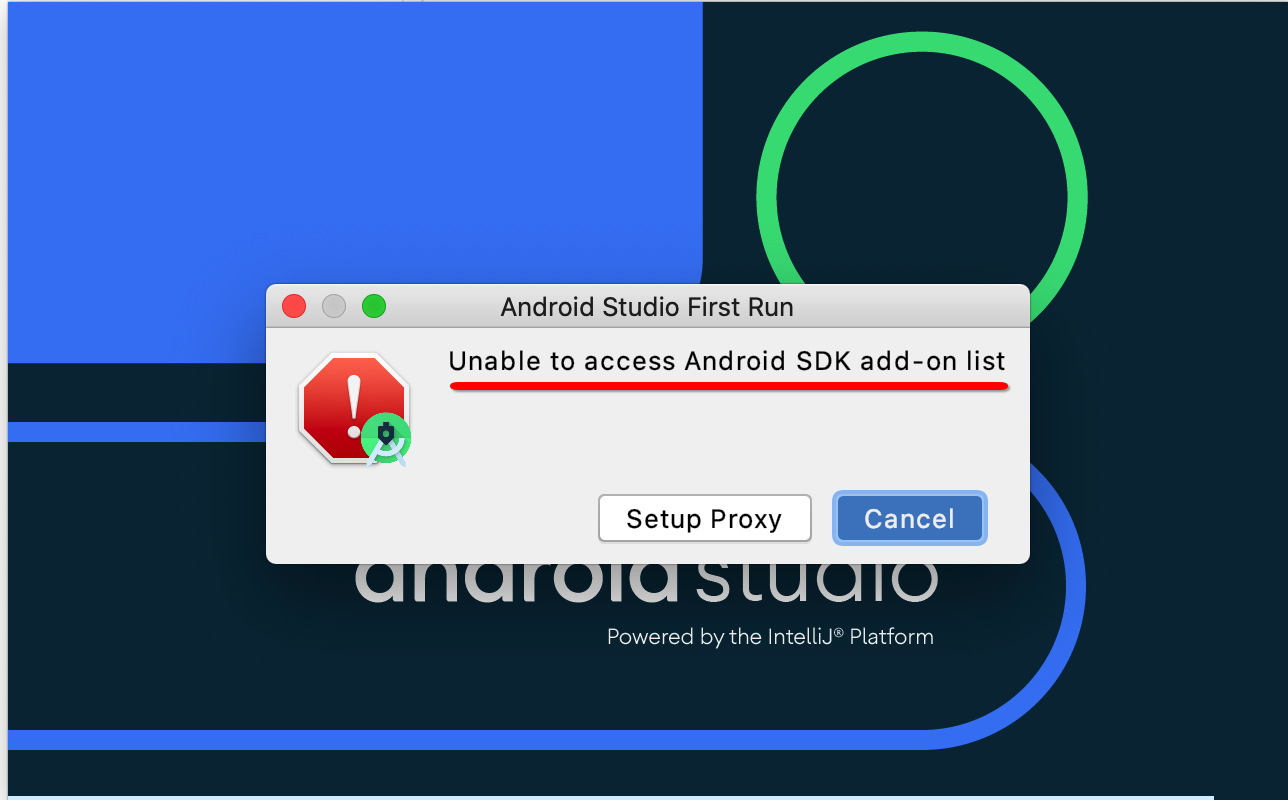 Android Studio First Run
Unable to access Android SDK add-on list
Setup Proxy
Cancel
android studio
Powered by the IntelliJ® Platform